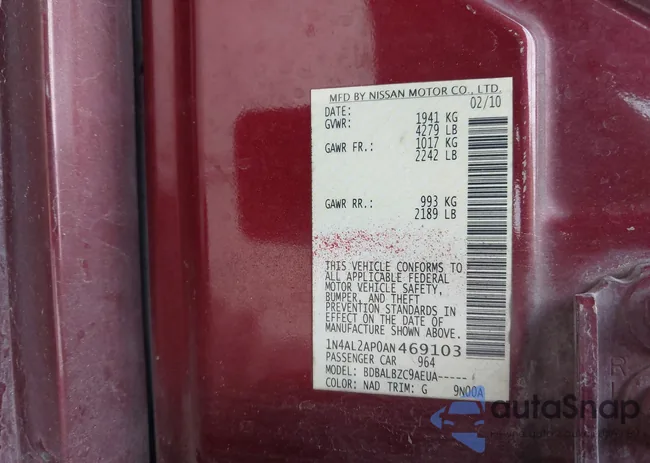 MFD BY NISSAN MOTOR CO., LTD.
DATE: 02/10
GVWR: 1941 KG
4279 LB
GAWR FR.: 1017 KG
2242 LB
GAWR RR.: 993 KG
2189 LB
THIS VEHICLE CONFORMS TO
ALL APPLICABLE FEDERAL
MOTOR VEHICLE SAFETY,
BUMPER, AND THEFT
PREVENTION STANDARDS IN
EFFECT ON THE DATE OF
MANUFACTURE SHOWN ABOVE.
1N4AL2AP0AN469103
PASSENGER CAR 964
MODEL: BDBALBZC9AEUA-----
COLOR: NAD TRIM: G 9N00A
autoSnap